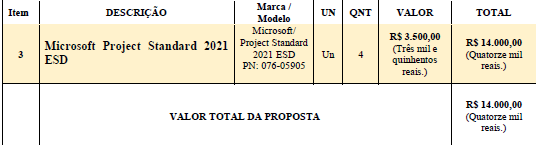 Item DESCRIÇÃO Marca / Modelo UN QNT VALOR TOTAL
3
Microsoft Project Standard 2021
ESD
Microsoft/
Project Standard
2021 ESD
PN: 076-05905
Un
4
R$ 3.500,00
(Três mil e
quinhentos
reais.)
R$ 14.000,00
(Quatorze mil
reais.)
VALOR TOTAL DA PROPOSTA
R$ 14.000,00
(Quatorze mil
reais.)